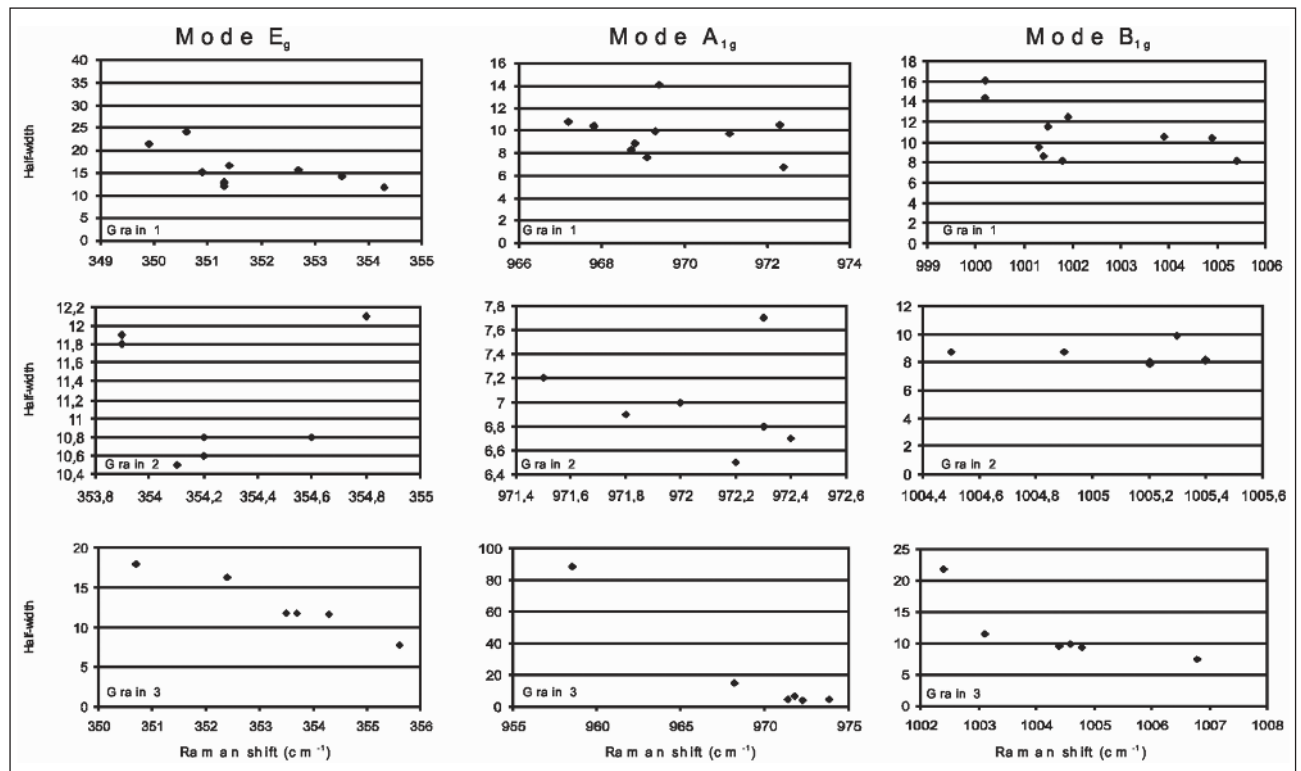 Mode Eg Mode A1g Mode B1g
Half-width
40
35
30
25
20
15
10
5
0
Grain 1
349 350 351 352 353 354 355
16
14
12
10
8
6
4
2
0
Grain 1
966 968 970 972 974
18
16
14
12
10
8
6
4
2
0
Grain 1
999 1000 1001 1002 1003 1004 1005 1006
Half-width
12,2
12
11,8
11,6
11,4
11,2
11
10,8
10,6
10,4
Grain 2
353,8 354 354,2 354,4 354,6 354,8 355
7,8
7,6
7,4
7,2
7
6,8
6,6
6,4
Grain 2
971,4 971,6 971,8 972 972,2 972,4 972,6
12
10
8
6
4
2
0
Grain 2
1004,4 1004,6 1004,8 1005 1005,2 1005,4 1005,6
Half-width
20
15
10
5
0
Grain 3
350 351 352 353 354 355 356
Raman shift (cm⁻¹)
100
80
60
40
20
0
Grain 3
955 960 965 970 975
Raman shift (cm⁻¹)
25
20
15
10
5
0
Grain 3
1002 1003 1004 1005 1006 1007 1008
Raman shift (cm⁻¹)